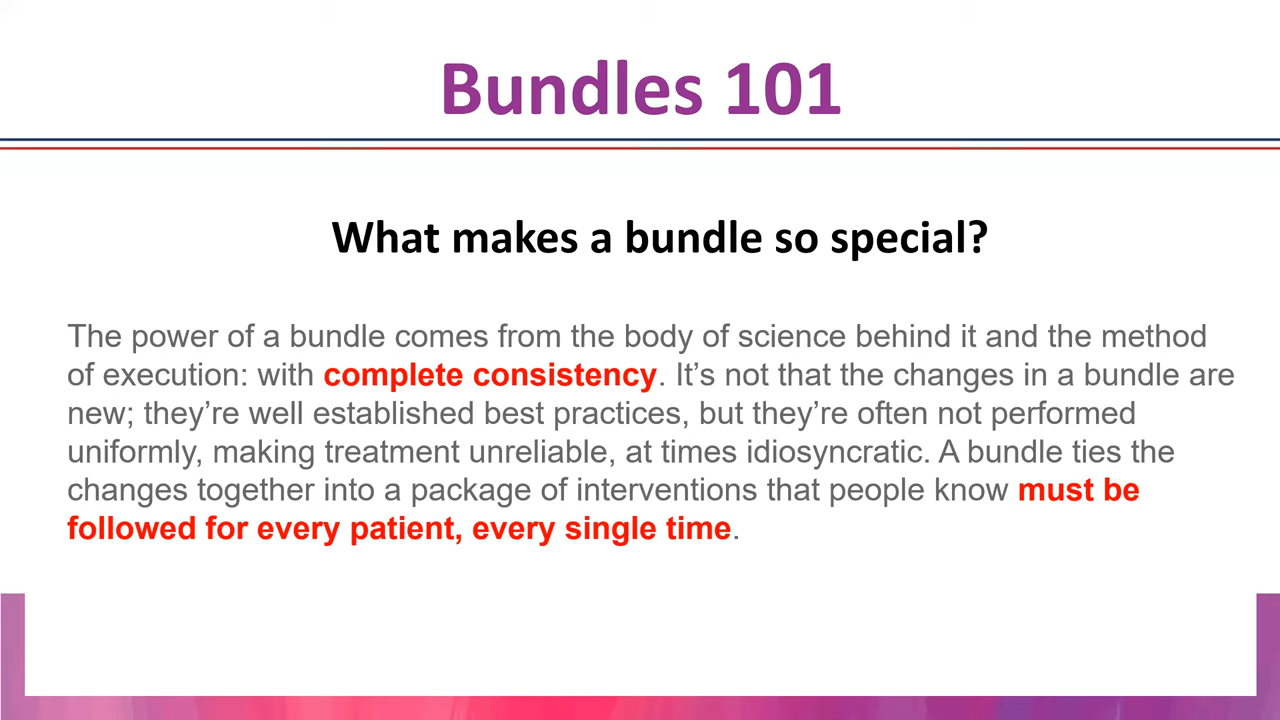 Bundles 101
What makes a bundle so special?
The power of a bundle comes from the body of science behind it and the method
of execution: with complete consistency. It’s not that the changes in a bundle are
new; they’re well established best practices, but they’re often not performed
uniformly, making treatment unreliable, at times idiosyncratic. A bundle ties the
changes together into a package of interventions that people know must be
followed for every patient, every single time.